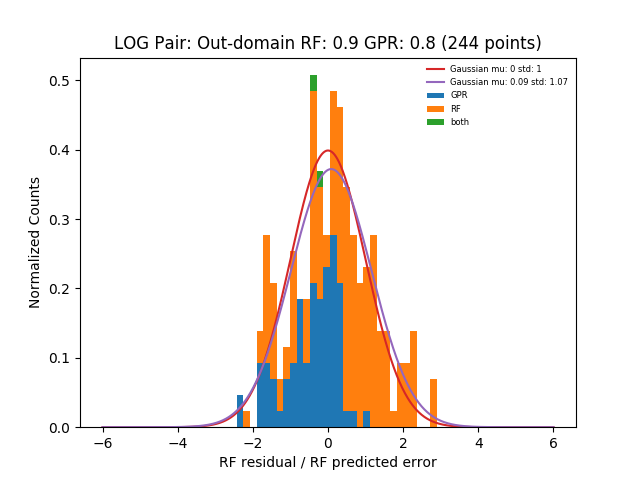 LOG Pair: Out-domain RF: 0.9 GPR: 0.8 (244 points)
Gaussian mu: 0 std: 1
Gaussian mu: 0.09 std: 1.07
GPR
RF
both
Normalized Counts
0.5
0.4
0.3
0.2
0.1
0.0
−6 −4 −2 0 2 4 6
RF residual / RF predicted error